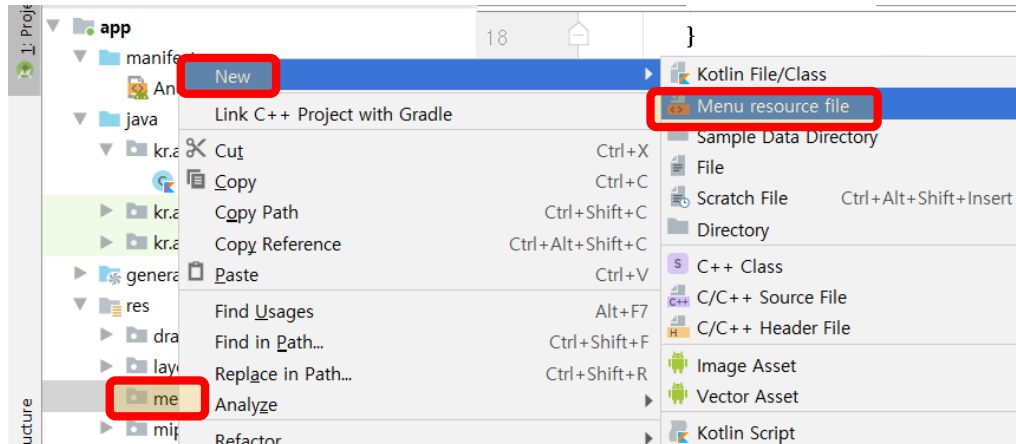 1: Proje
app
18
}
manife
New
Kotlin File/Class
An
Menu resource file
Link C++ Project with Gradle
java
Sample Data Directory
kr.a
Cut
Ctrl+X
File
Copy
Ctrl+C
Scratch File
Ctrl+Alt+Shift+Insert
kr.a
Copy Path
Ctrl+Shift+C
Directory
kr.a
Copy Reference
Ctrl+Alt+Shift+C
S
C++ Class
genera
Paste
Ctrl+V
C++
C/C++ Source File
res
Find Usages
Alt+F7
H
C/C++ Header File
dra
Find in Path...
Ctrl+Shift+F
Image Asset
lay
Replace in Path...
Ctrl+Shift+R
Vector Asset
me
Analyze
mip
Refactor
Kotlin Script
ucture